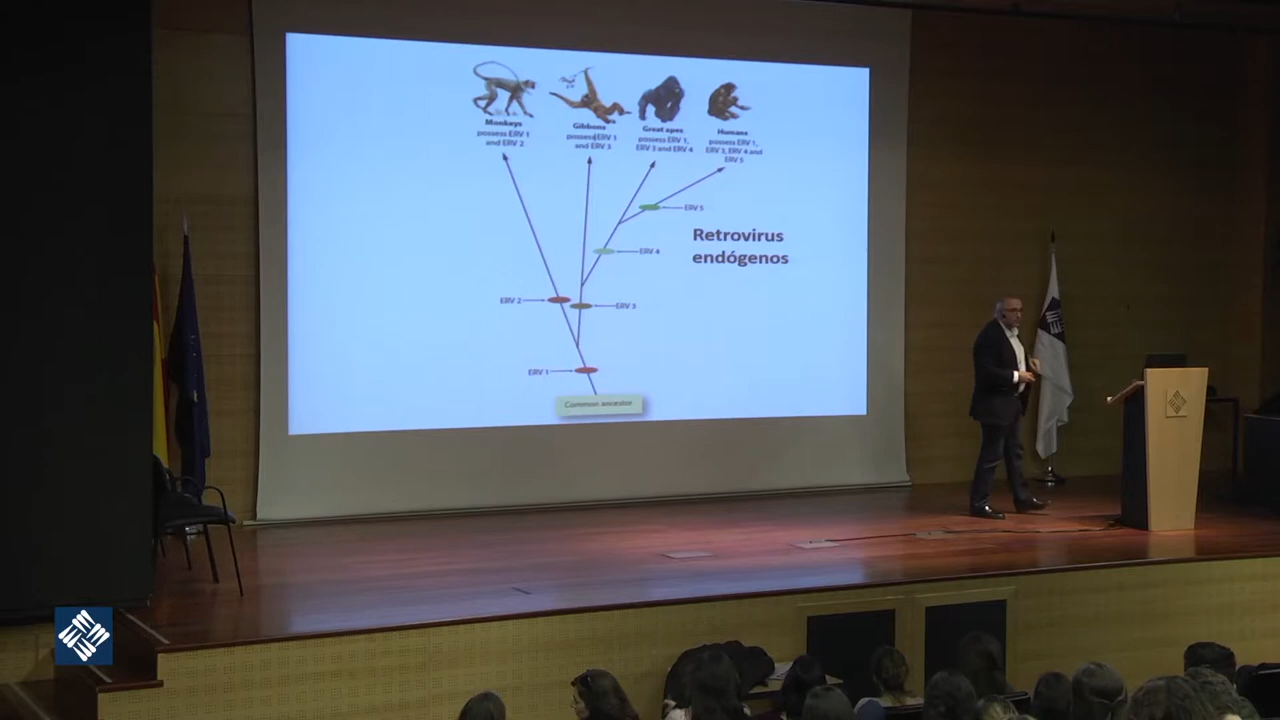 Monkeys
possess ERV 1
and ERV 2
Gibbons
possess ERV 1
and ERV 3
Great apes
possess ERV 1,
ERV 3 and ERV 4
Humans
possess ERV 1,
ERV 3, ERV 4 and
ERV 5
ERV 5
Retrovirus
endógenos
ERV 4
ERV 2
ERV 3
ERV 1
Common ancestor